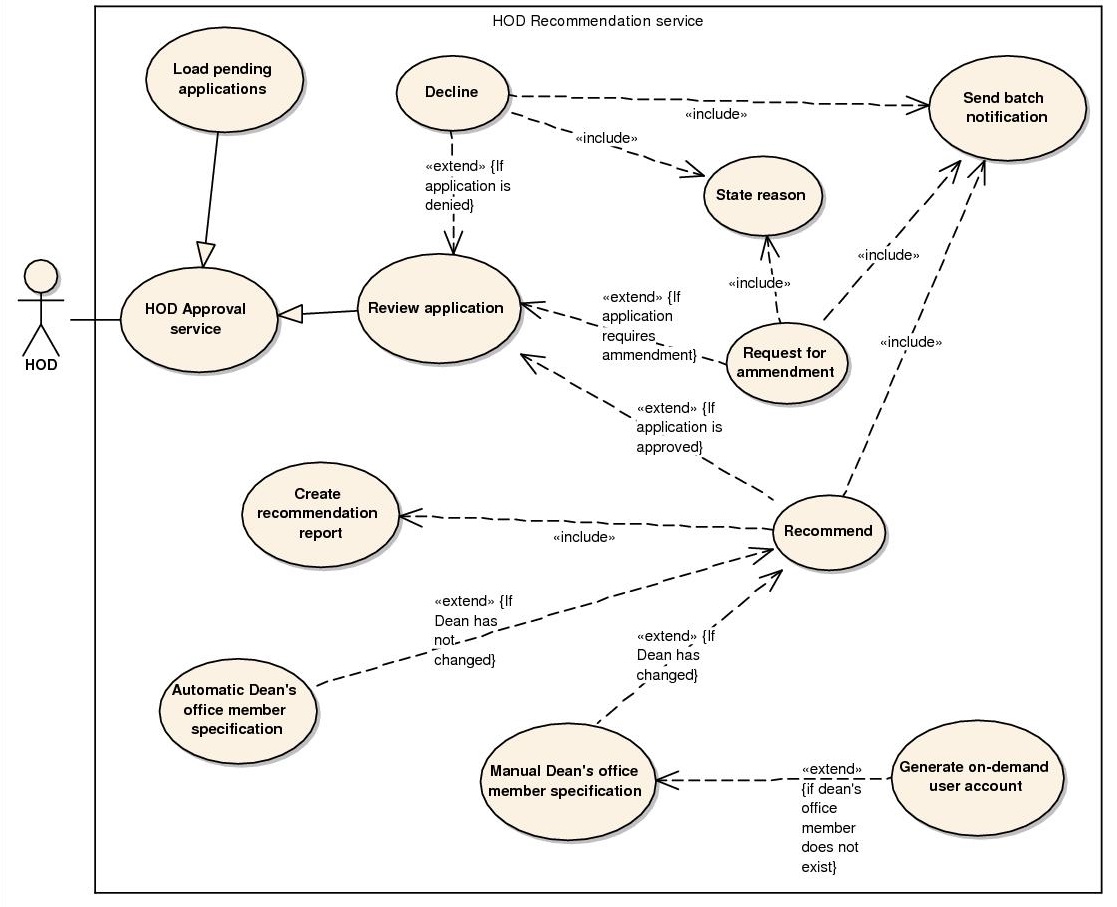 HOD Recommendation service
Load pending
applications
Decline
Send batch
notification
«include»
«include»
«extend» {If
application is
denied}
State reason
«include»
«include»
HOD Approval
service
Review application
«extend» {If
application
requires
ammendment}
Request for
ammendment
«include»
HOD
«extend» {If
application is
approved}
Create
recommendation
report
«include»
Recommend
«extend» {If
Dean has
not
changed}
«extend» {If
Dean has
changed}
Automatic Dean's
office member
specification
Manual Dean's office
member specification
«extend»
{if dean's
office
member
does not
exist}
Generate on-demand
user account